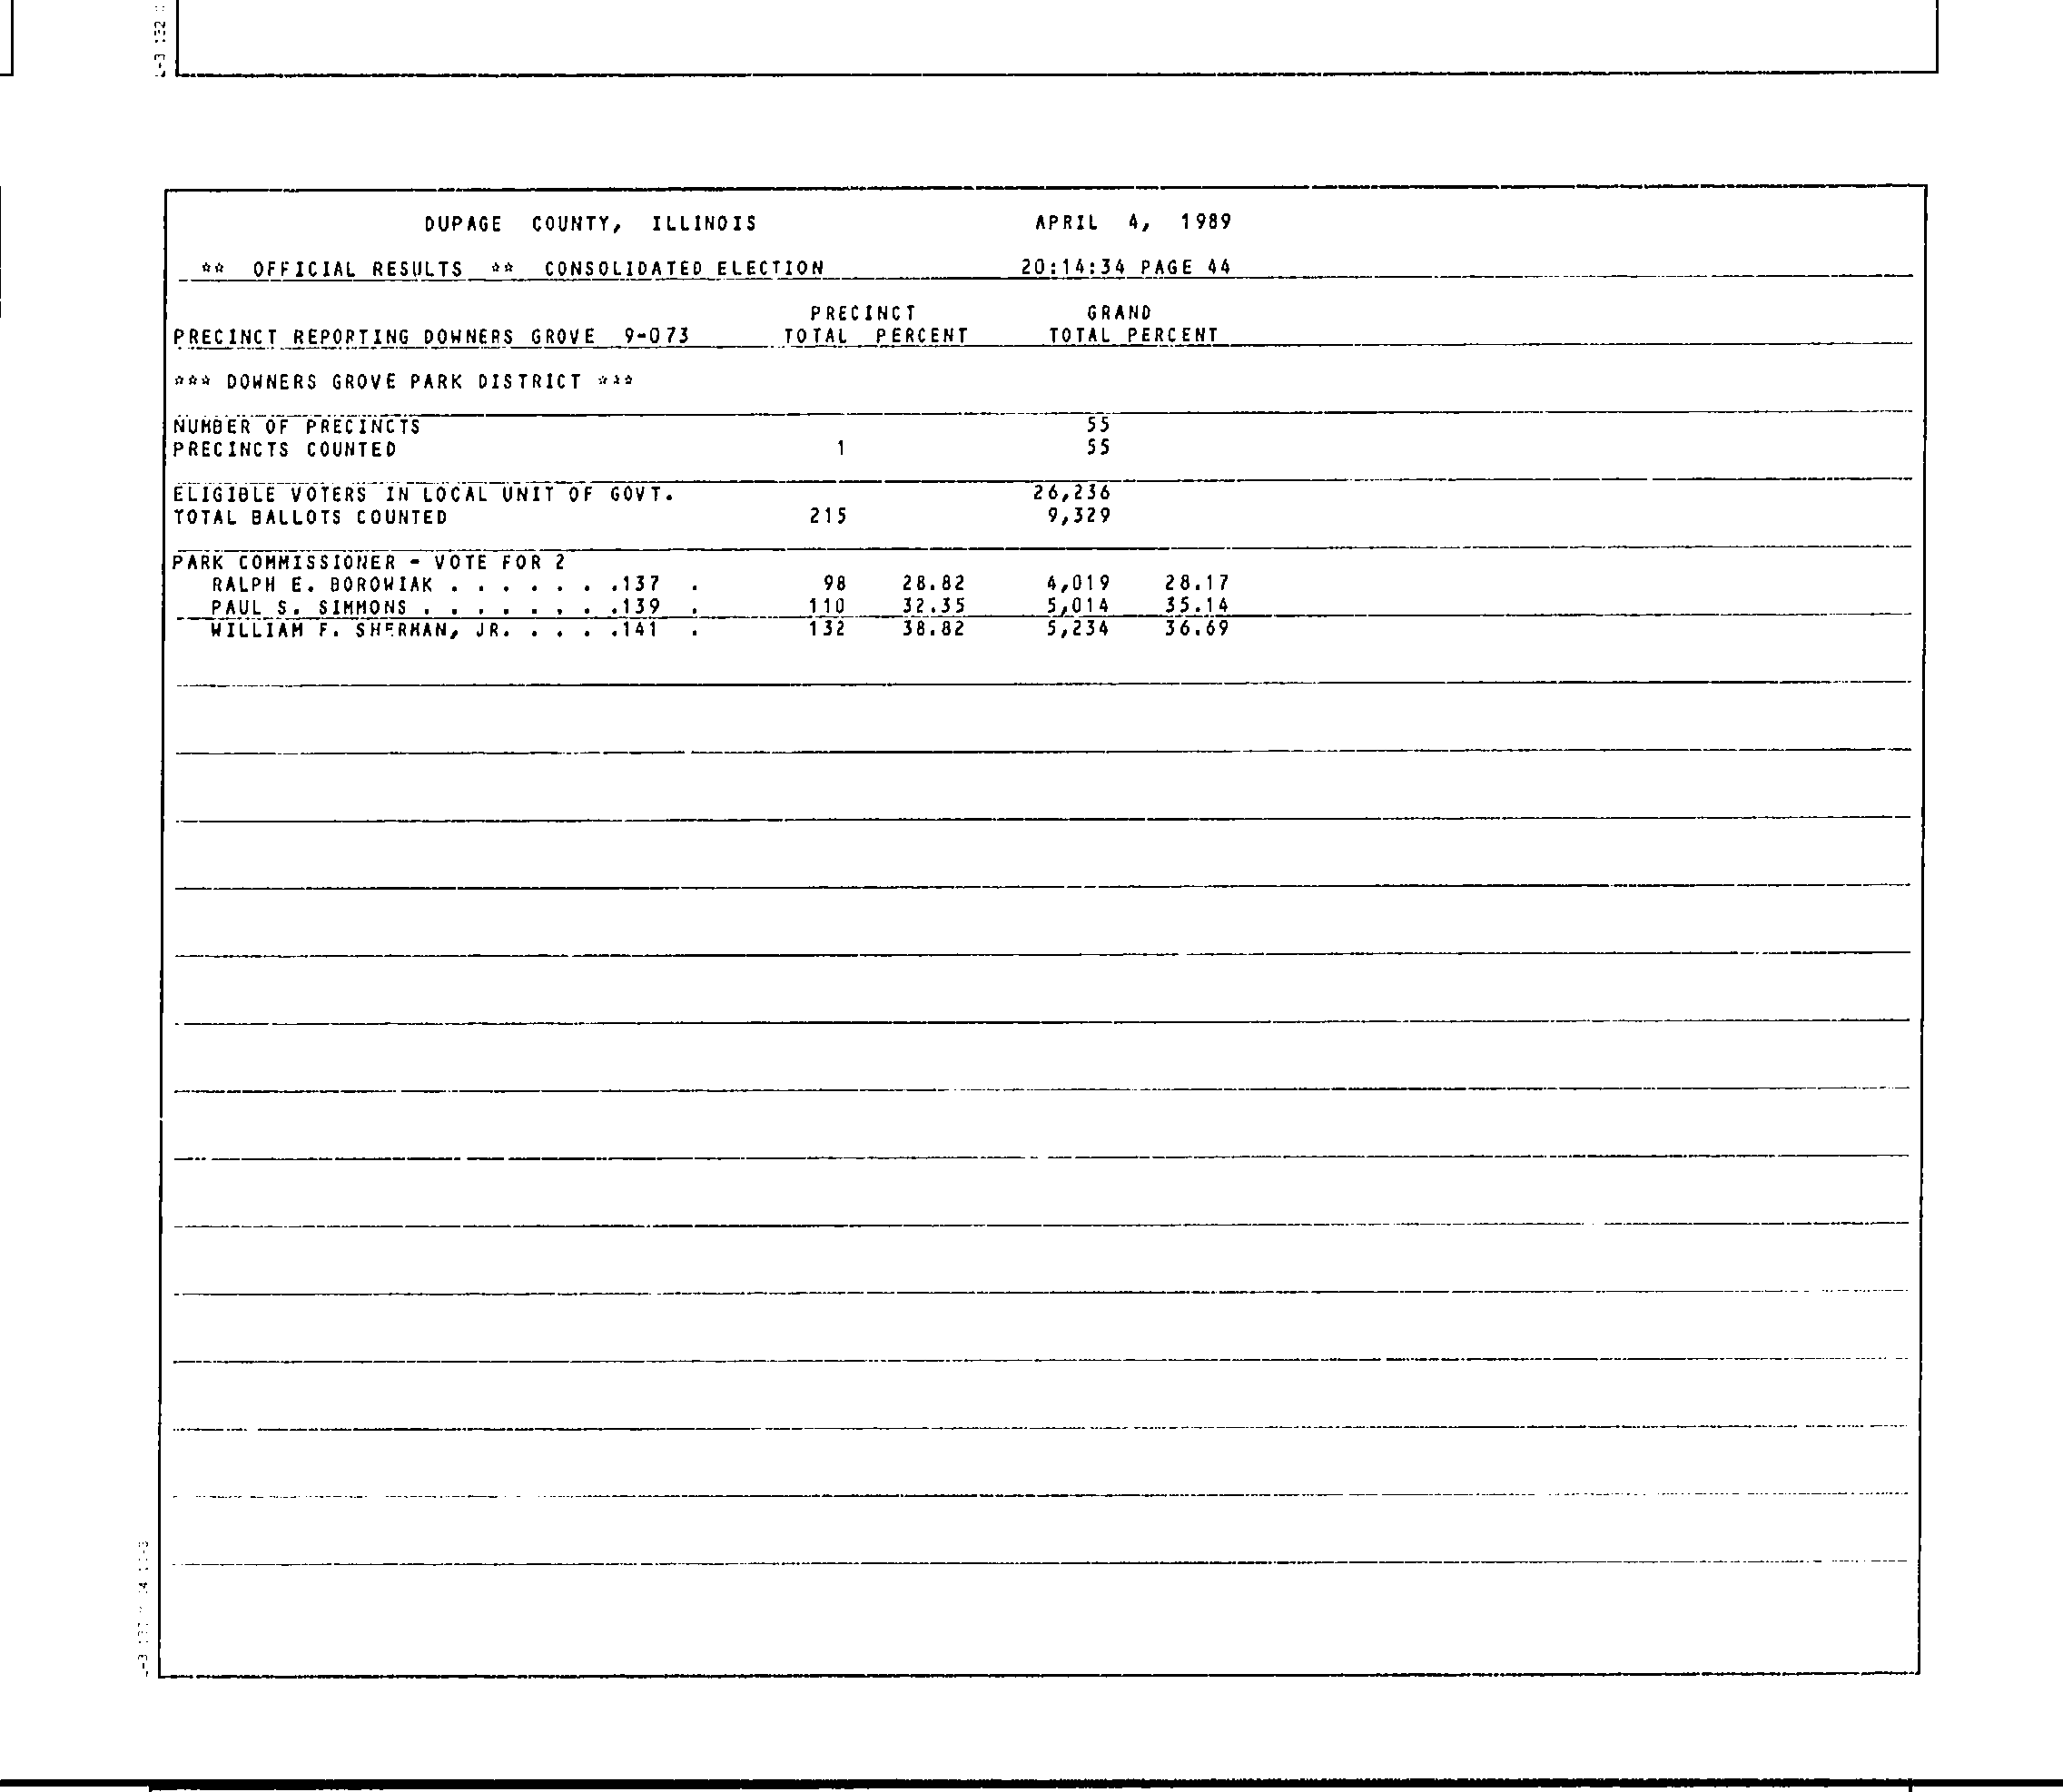 DUPAGE COUNTY, ILLINOIS APRIL 4, 1989
** OFFICIAL RESULTS ** CONSOLIDATED ELECTION 20:14:34 PAGE 44
PRECINCT GRAND
PRECINCT REPORTING DOWNERS GROVE 9-073 TOTAL PERCENT TOTAL PERCENT
*** DOWNERS GROVE PARK DISTRICT ***
NUMBER OF PRECINCTS 55
PRECINCTS COUNTED 1 55
ELIGIBLE VOTERS IN LOCAL UNIT OF GOVT. 26,236
TOTAL BALLOTS COUNTED 215 9,329
PARK COMMISSIONER - VOTE FOR 2
RALPH E. BOROWIAK . . . . . . .137 . 98 28.82 4,019 28.17
PAUL S. SIMMONS . . . . . . . .139 . 110 32.35 5,014 35.14
WILLIAM F. SHERMAN, JR. . . . .141 . 132 38.82 5,234 36.69